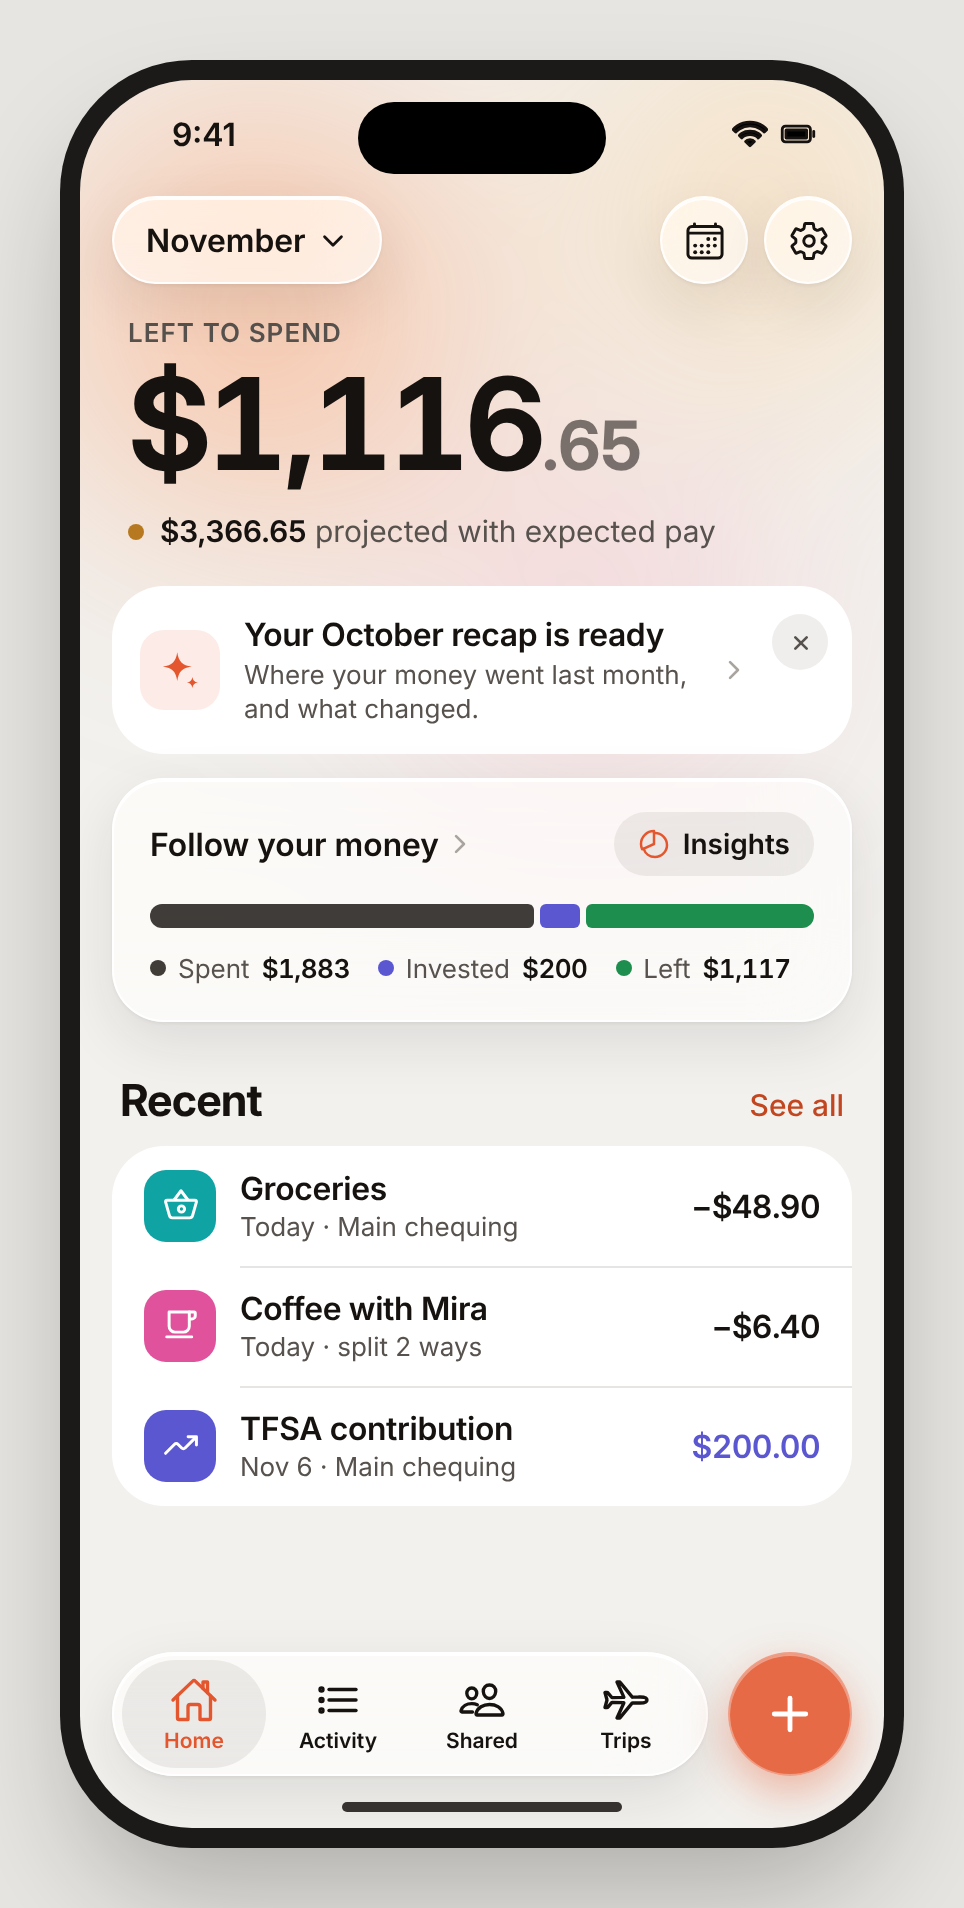 9:41
November
LEFT TO SPEND
$1,116.65
$3,366.65 projected with expected pay
Your October recap is ready
Where your money went last month,
and what changed.
Follow your money
Insights
Spent $1,883 Invested $200 Left $1,117
Recent
See all
Groceries
Today · Main chequing
−$48.90
Coffee with Mira
Today · split 2 ways
−$6.40
TFSA contribution
Nov 6 · Main chequing
$200.00
Home
Activity
Shared
Trips